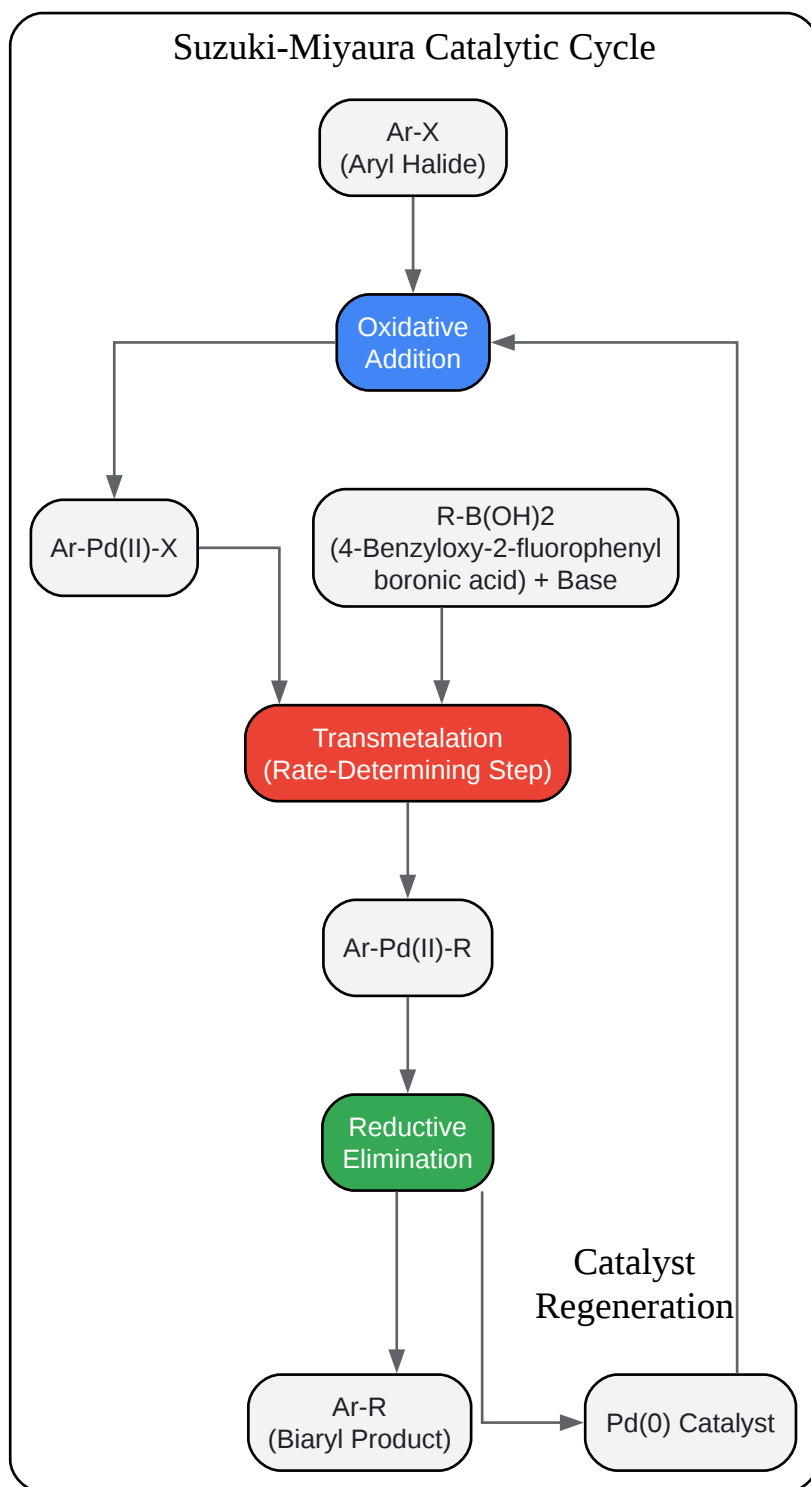 Suzuki-Miyaura Catalytic Cycle
Ar-X
(Aryl Halide)
Oxidative
Addition
Ar-Pd(II)-X
R-B(OH)2
(4-Benzyloxy-2-fluorophenyl
boronic acid) + Base
Transmetalation
(Rate-Determining Step)
Ar-Pd(II)-R
Reductive
Elimination
Catalyst
Regeneration
Ar-R
(Biaryl Product)
Pd(0) Catalyst